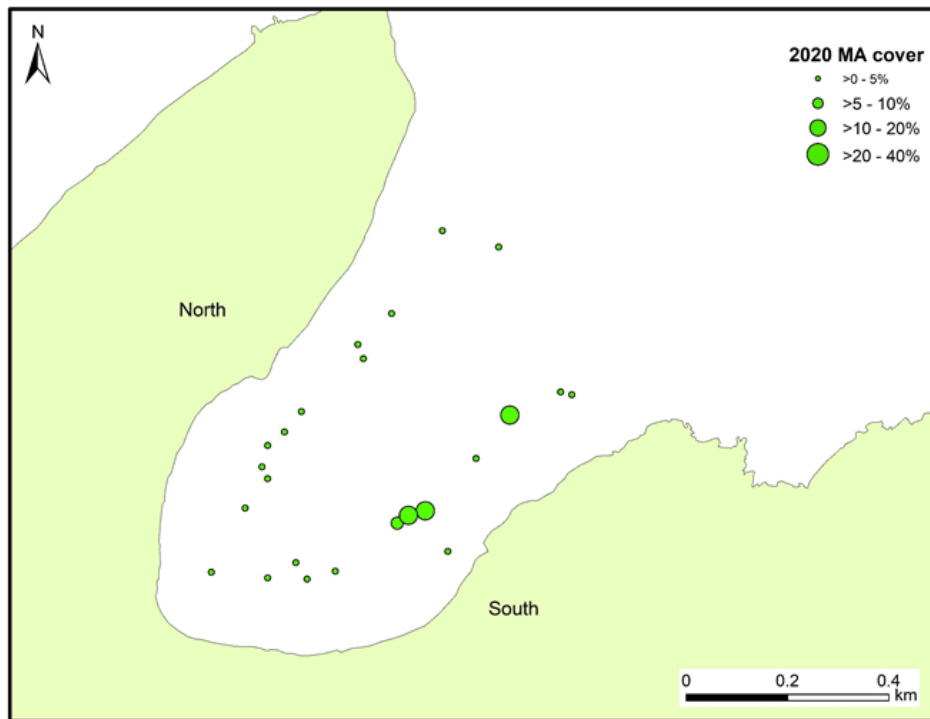 N
2020 MA cover
>0 - 5%
>5 - 10%
>10 - 20%
>20 - 40%
North
South
0 0.2 0.4
km